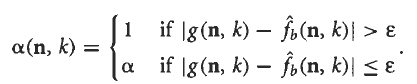 α(n, k) = { 1 if |g(n, k) − f̂_b(n, k)| > ε
α if |g(n, k) − f̂_b(n, k)| ≤ ε .